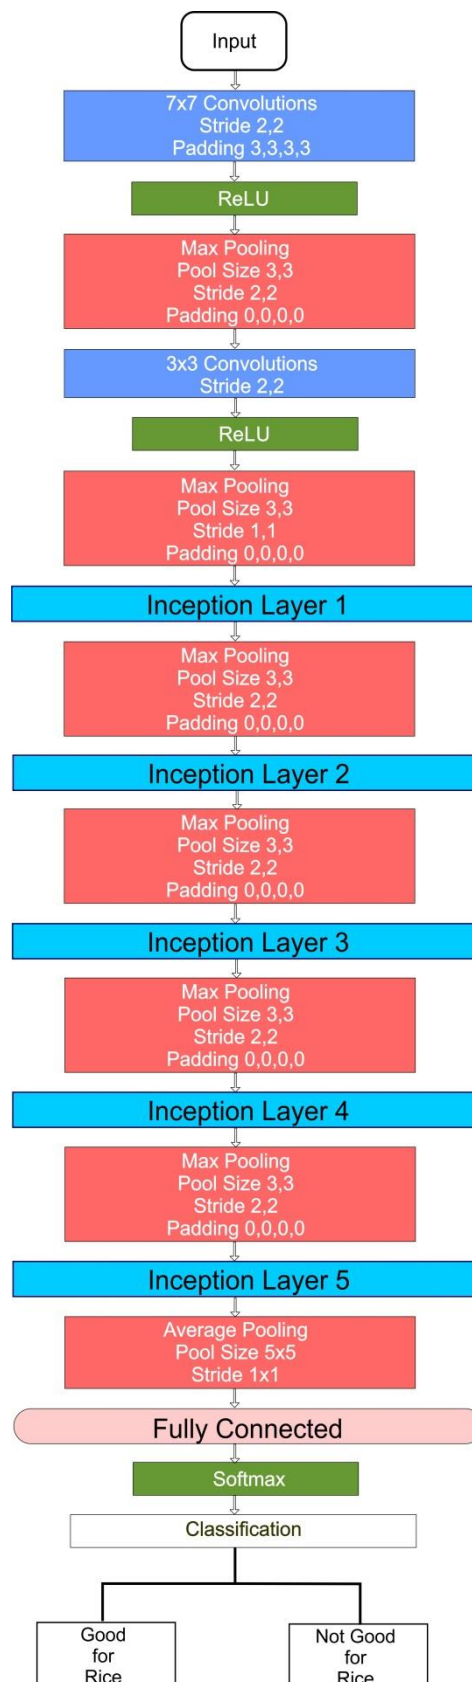 Input
7x7 Convolutions
Stride 2,2
Padding 3,3,3,3
ReLU
Max Pooling
Pool Size 3,3
Stride 2,2
Padding 0,0,0,0
3x3 Convolutions
Stride 2,2
ReLU
Max Pooling
Pool Size 3,3
Stride 1,1
Padding 0,0,0,0
Inception Layer 1
Max Pooling
Pool Size 3,3
Stride 2,2
Padding 0,0,0,0
Inception Layer 2
Max Pooling
Pool Size 3,3
Stride 2,2
Padding 0,0,0,0
Inception Layer 3
Max Pooling
Pool Size 3,3
Stride 2,2
Padding 0,0,0,0
Inception Layer 4
Max Pooling
Pool Size 3,3
Stride 2,2
Padding 0,0,0,0
Inception Layer 5
Average Pooling
Pool Size 5x5
Stride 1x1
Fully Connected
Softmax
Classification
Good
for
Rice
Not Good
for
Rice